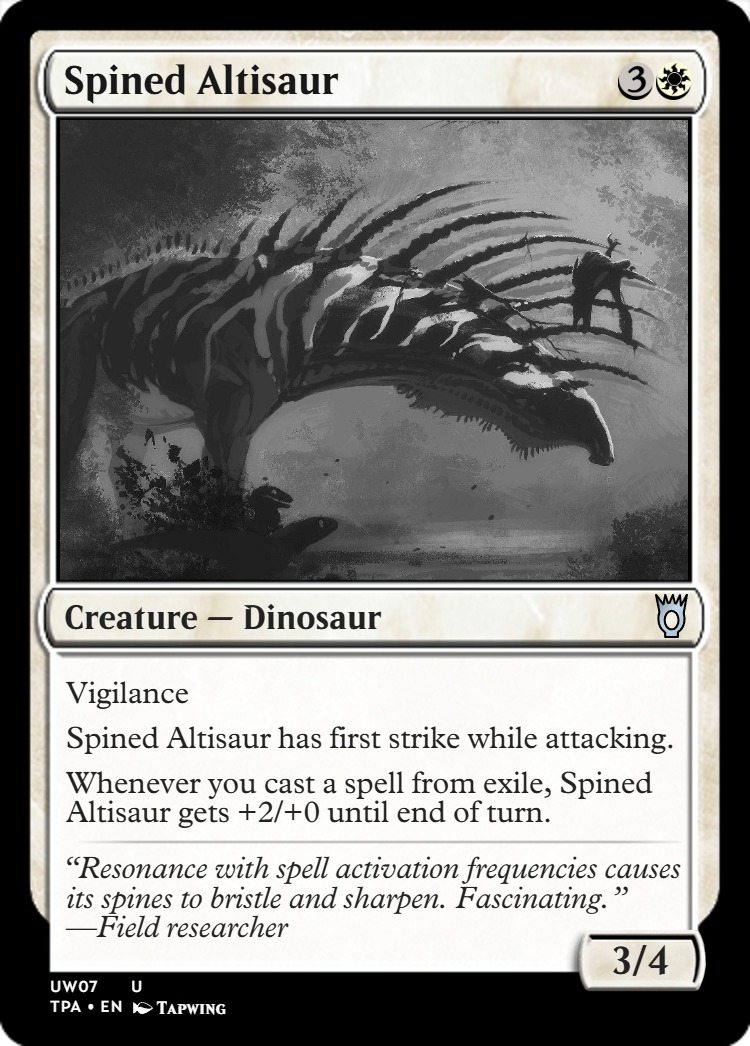 Spined Altisaur 3
Creature — Dinosaur
Vigilance
Spined Altisaur has first strike while attacking.
Whenever you cast a spell from exile, Spined
Altisaur gets +2/+0 until end of turn.
“Resonance with spell activation frequencies causes
its spines to bristle and sharpen. Fascinating.”
—Field researcher
3/4
UW07 U
TPA • EN TAPWING